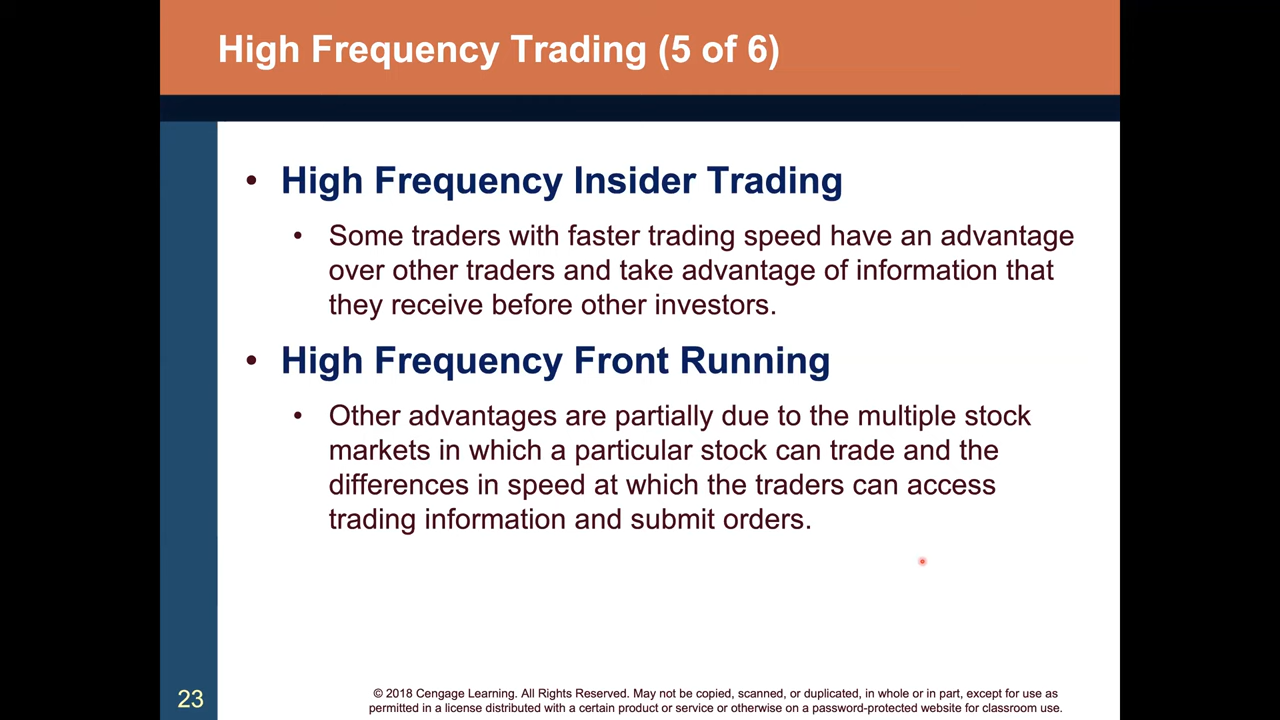 High Frequency Trading (5 of 6)
• High Frequency Insider Trading
• Some traders with faster trading speed have an advantage
over other traders and take advantage of information that
they receive before other investors.
• High Frequency Front Running
• Other advantages are partially due to the multiple stock
markets in which a particular stock can trade and the
differences in speed at which the traders can access
trading information and submit orders.
23
© 2018 Cengage Learning. All Rights Reserved. May not be copied, scanned, or duplicated, in whole or in part, except for use as
permitted in a license distributed with a certain product or service or otherwise on a password-protected website for classroom use.